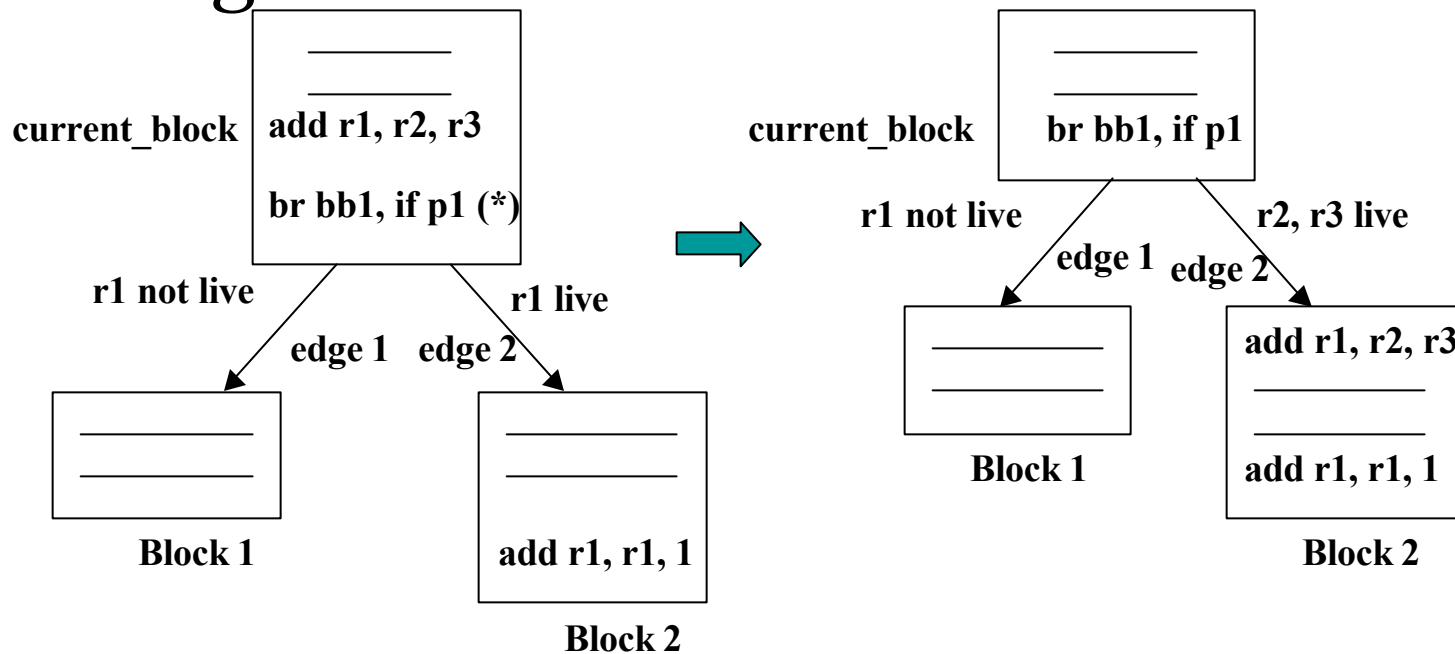 current_block
add r1, r2, r3
br bb1, if p1 (*)
r1 not live
r1 live
edge 1
edge 2
Block 1
add r1, r1, 1
Block 2
current_block
br bb1, if p1
r1 not live
r2, r3 live
edge 1
edge 2
Block 1
add r1, r2, r3
add r1, r1, 1
Block 2